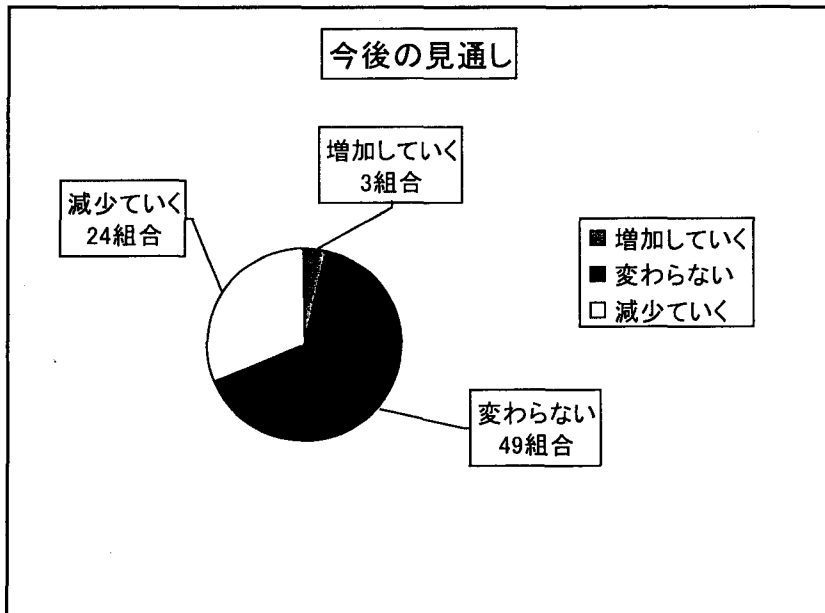 今後の見通し
増加していく
3組合
減少ていく
24組合
■ 増加していく
■ 変わらない
□ 減少ていく
変わらない
49組合